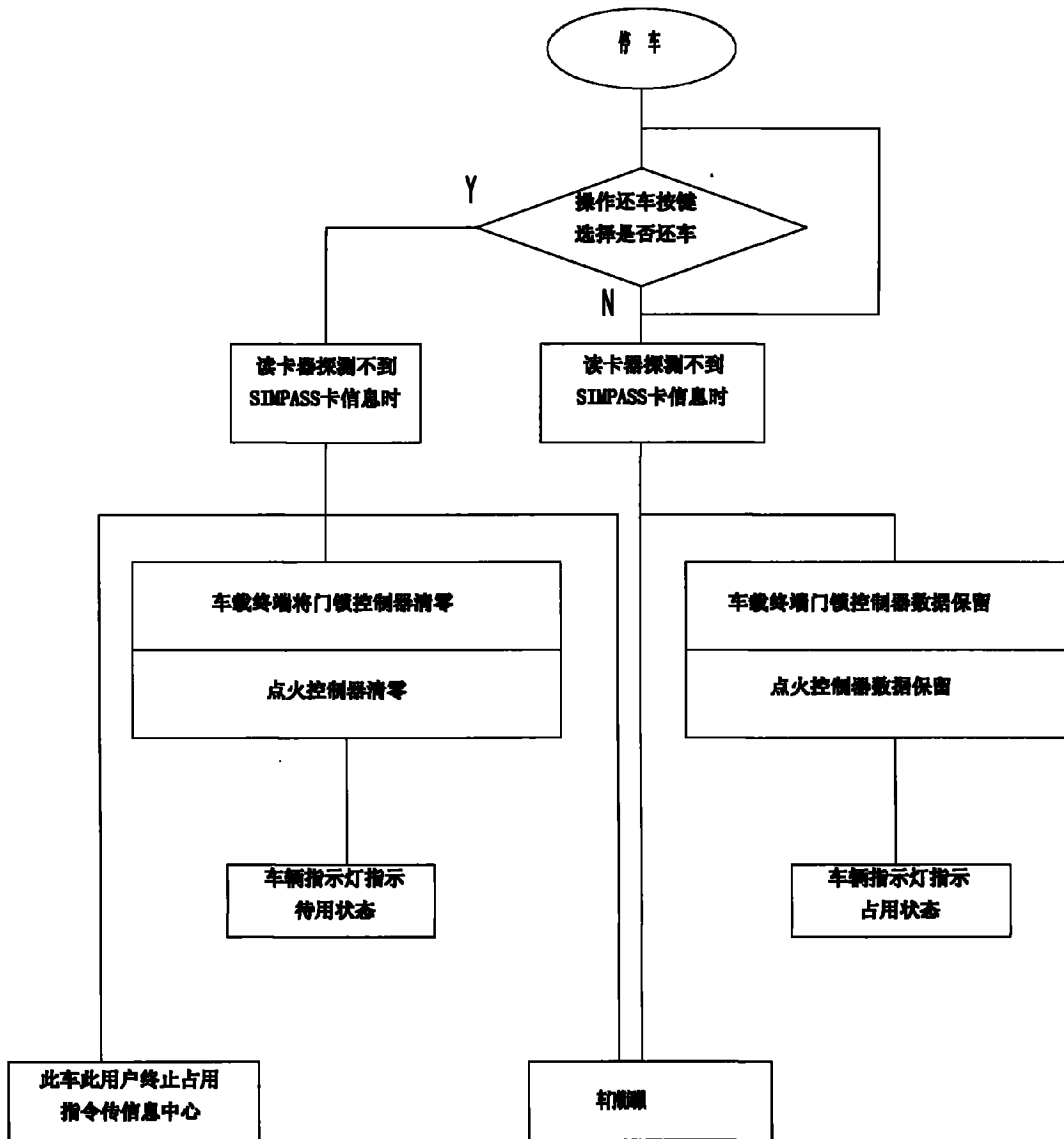 停 车
操作还车按键
选择是否还车
Y
N
读卡器探测不到
SIMPASS卡信息时
读卡器探测不到
SIMPASS卡信息时
车载终端将门锁控制器清零
点火控制器清零
车载终端门锁控制器数据保留
点火控制器数据保留
车辆指示灯指示
待用状态
车辆指示灯指示
占用状态
此车此用户终止占用
指令传信息中心